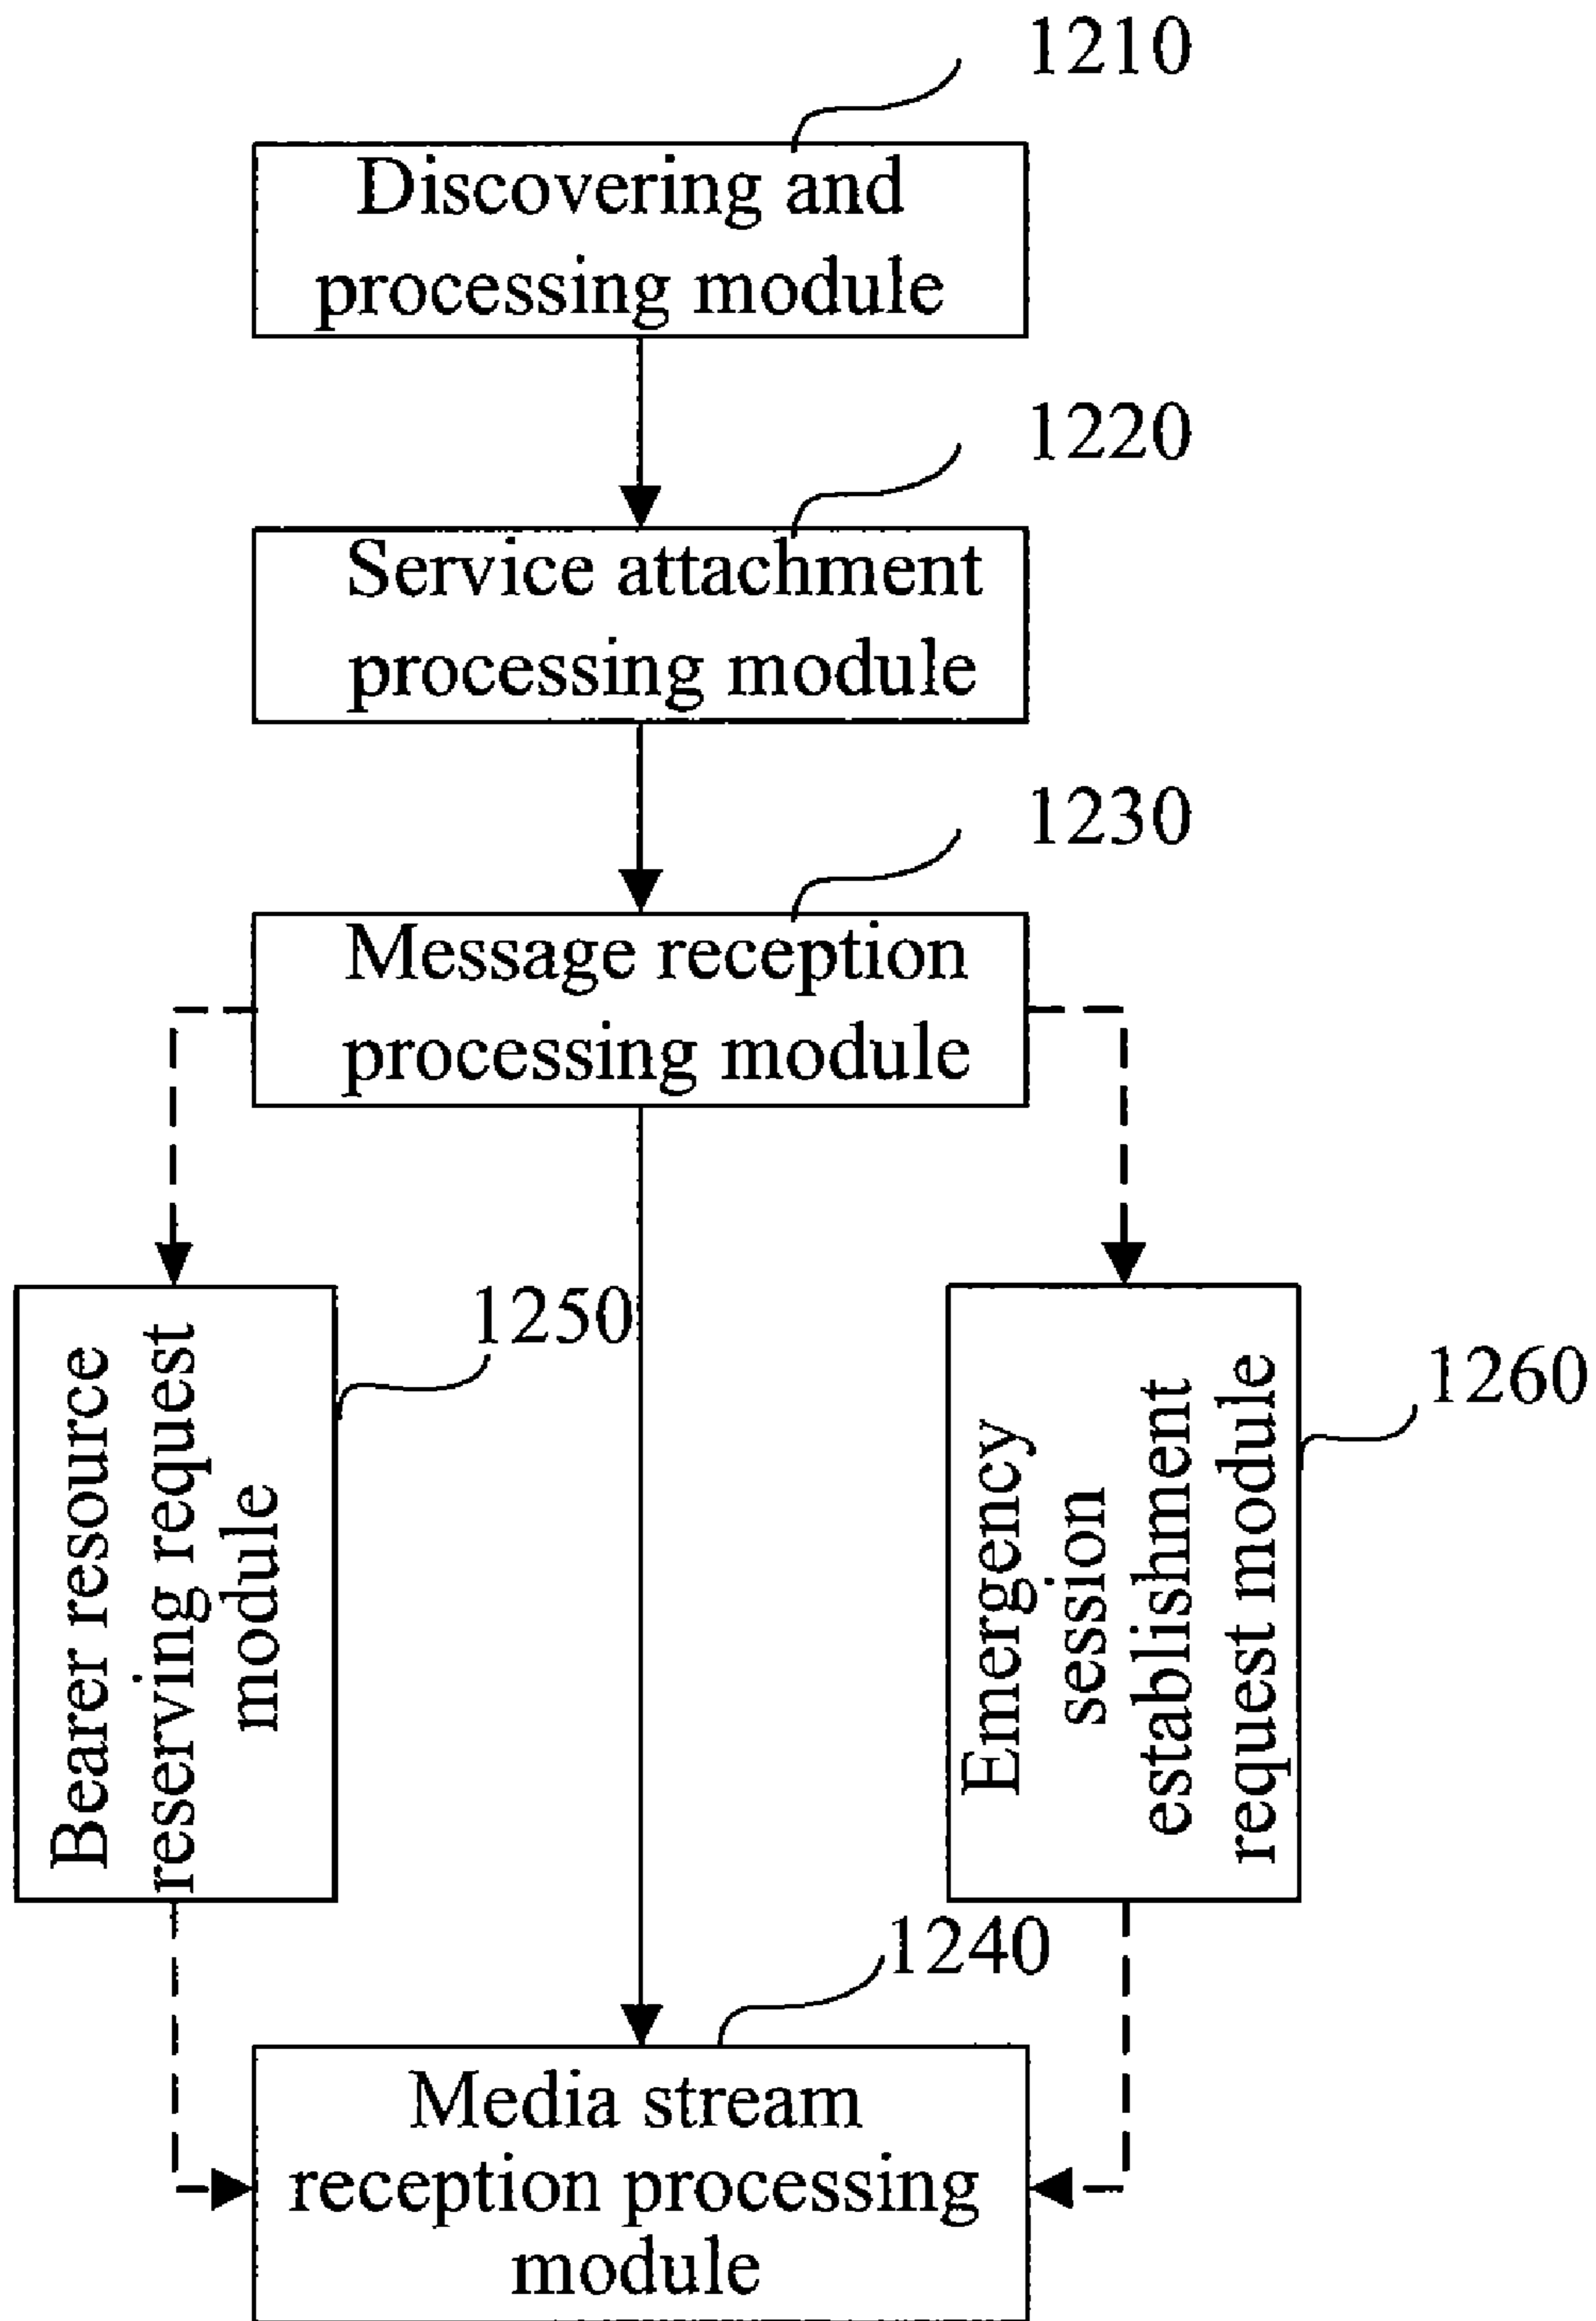 1210
Discovering and
processing module
1220
Service attachment
processing module
1230
Message reception
processing module
1250
Bearer resource
reserving request
module
1260
Emergency
session
establishment
request module
1240
Media stream
reception processing
module